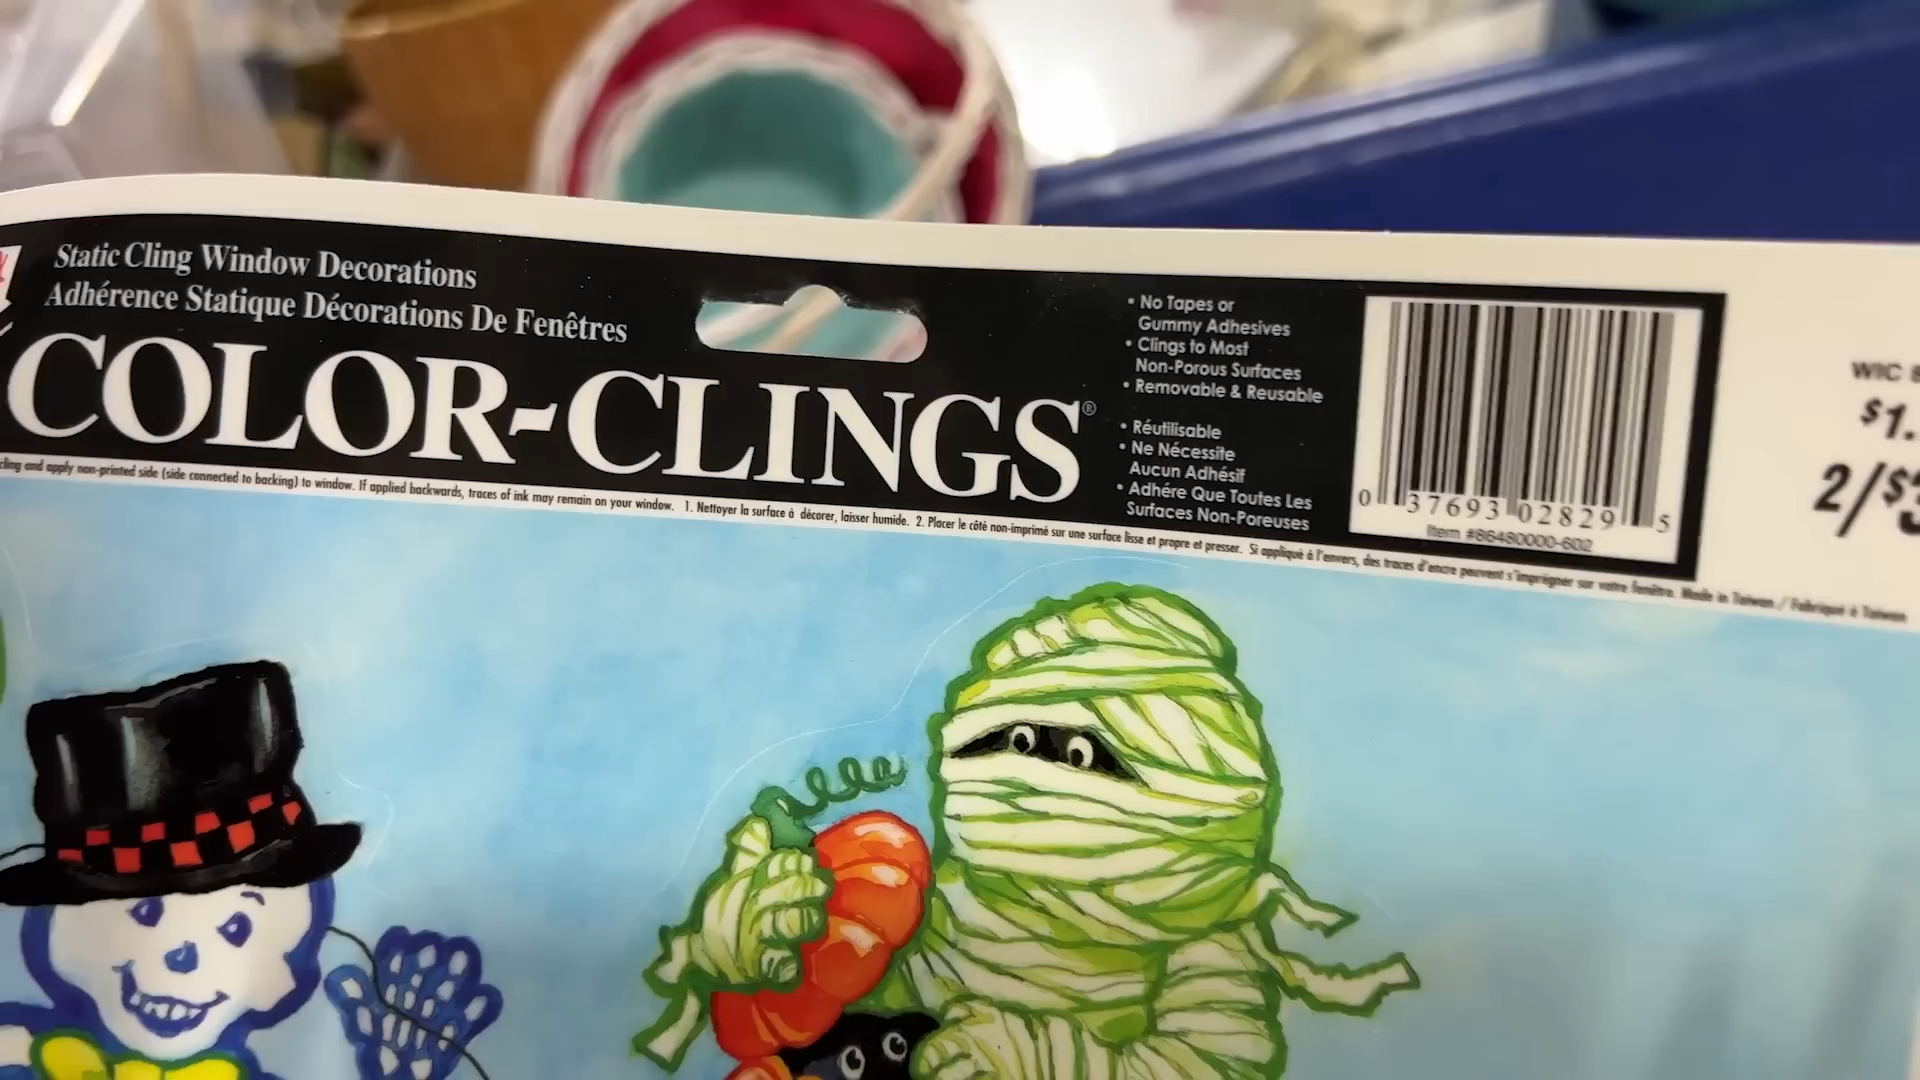 Static Cling Window Decorations
Adhérence Statique Décorations De Fenêtres
COLOR-CLINGS®
• No Tapes or
Gummy Adhesives
• Clings to Most
Non-Porous Surfaces
• Removable & Reusable
• Réutilisable
• Ne Nécessite
Aucun Adhésif
• Adhére Que Toutes Les
Surfaces Non-Poreuses
0 37693 02829 5
Item #86480000-602
WIC
$1.
2/$
cling and apply non-printed side (side connected to backing) to window. If applied backwards, traces of ink may remain on your window. 1. Nettoyer la surface à décorer, laisser humide. 2. Placer le côté non-imprimé sur une surface lisse et propre et presser. Si appliqué à l'envers, des traces d'encre peuvent s'imprégner sur votre fenêtre. Made in Taiwan / Fabriqué à Taiwan